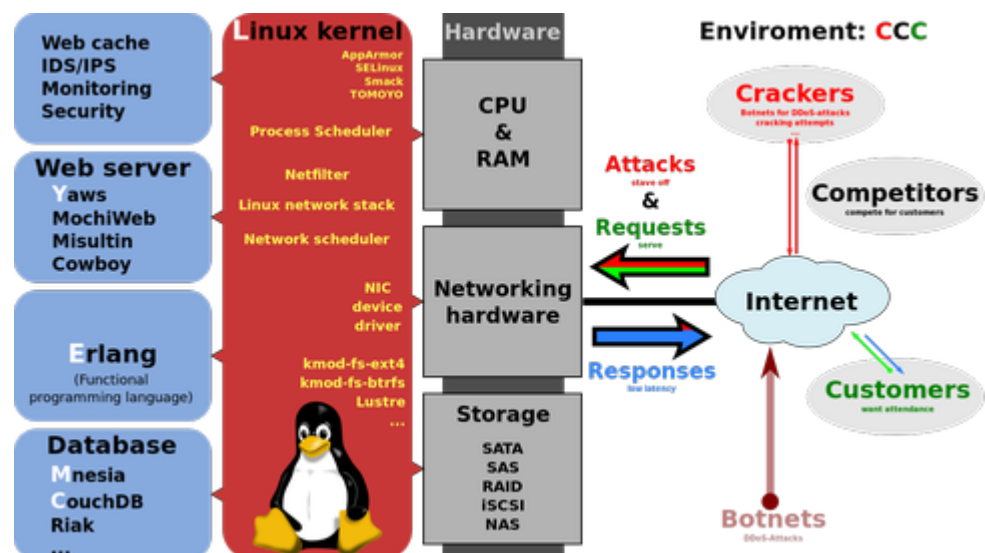 Web cache
IDS/IPS
Monitoring
Security
Web server
Yaws
MochiWeb
Misultin
Cowboy
Erlang
(Functional
programming language)
Database
Mnesia
CouchDB
Riak
...
Linux kernel
AppArmor
SELinux
Smack
TOMOYO
Process Scheduler
Netfilter
Linux network stack
Network scheduler
NIC
device
driver
kmod-fs-ext4
kmod-fs-btrfs
Lustre
...
Hardware
CPU
&
RAM
Networking
hardware
Storage
SATA
SAS
RAID
iSCSI
NAS
Enviroment: CCC
Crackers
Botnets for DDoS-attacks
cracking attempts
...
Attacks
stave off
&
Requests
serve
Competitors
compete for customers
Internet
Responses
low latency
Customers
want attendance
Botnets
DDoS-Attacks